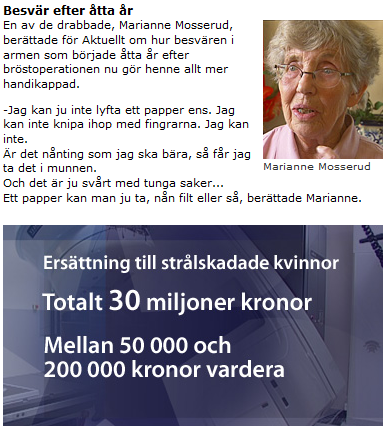 Besvär efter åtta år
En av de drabbade, Marianne Mosserud,
berättade för Aktuellt om hur besvären i
armen som började åtta år efter
bröstoperationen nu gör henne allt mer
handikappad.
-Jag kan ju inte lyfta ett papper ens. Jag
kan inte knipa ihop med fingrarna. Jag kan
inte.
Är det nånting som jag ska bära, så får jag
ta det i munnen.
Och det är ju svårt med tunga saker...
Ett papper kan man ju ta, nån filt eller så, berättade Marianne.
Marianne Mosserud
Ersättning till strålskadade kvinnor
Totalt 30 miljoner kronor
Mellan 50 000 och
200 000 kronor vardera